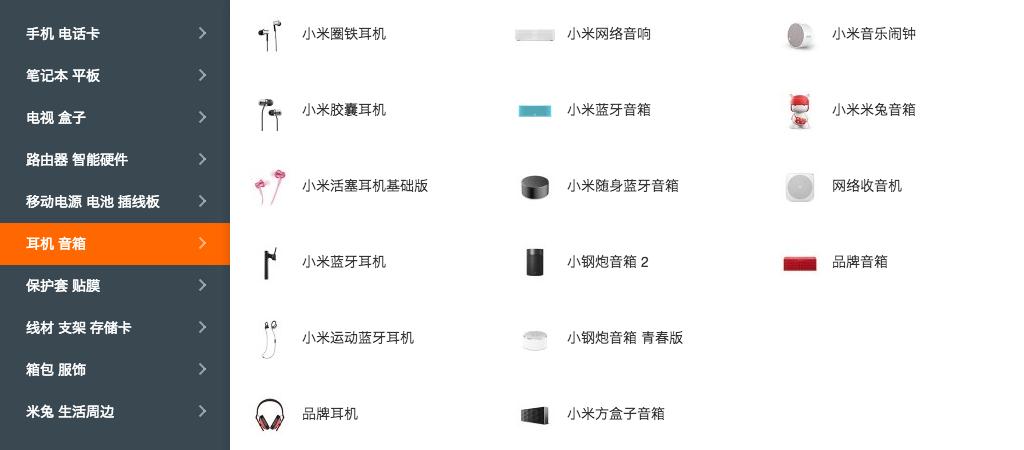 手机 电话卡
笔记本 平板
电视 盒子
路由器 智能硬件
移动电源 电池 插线板
耳机 音箱
保护套 贴膜
线材 支架 存储卡
箱包 服饰
米兔 生活周边
小米圈铁耳机
小米胶囊耳机
小米活塞耳机基础版
小米蓝牙耳机
小米运动蓝牙耳机
品牌耳机
小米网络音响
小米蓝牙音箱
小米随身蓝牙音箱
小钢炮音箱 2
小钢炮音箱 青春版
小米方盒子音箱
小米音乐闹钟
小米米兔音箱
网络收音机
品牌音箱